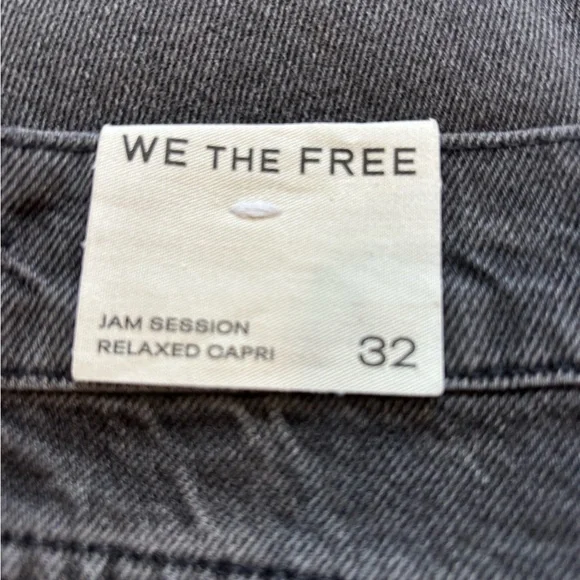 WE THE FREE
JAM SESSION
RELAXED CAPRI
32